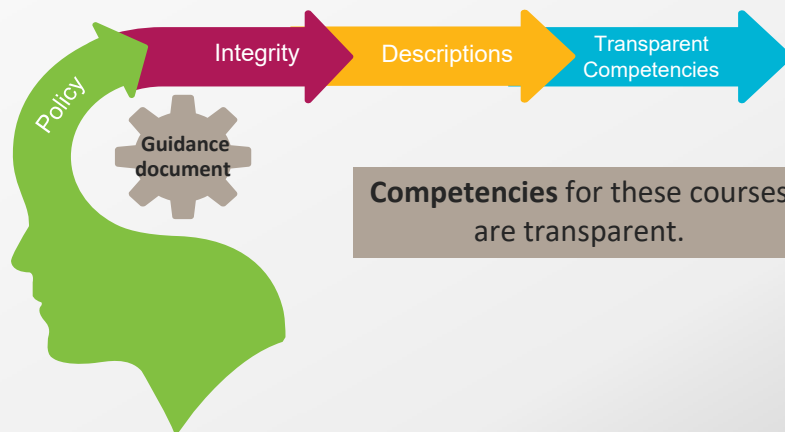 Policy
Integrity
Descriptions
Transparent
Competencies
Guidance
document
Competencies for these courses
are transparent.